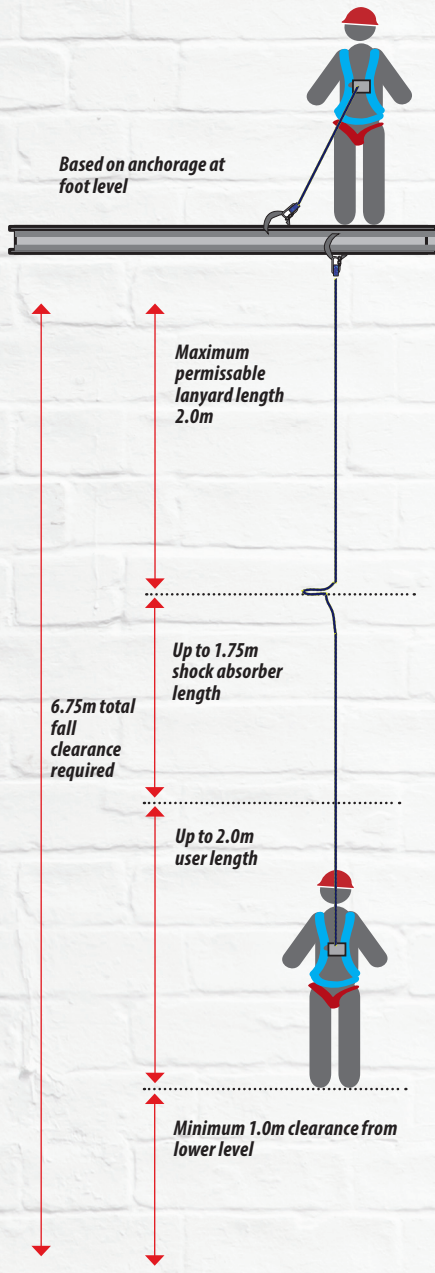 Based on anchorage at
foot level
Maximum
permissable
lanyard length
2.0m
Up to 1.75m
shock absorber
length
6.75m total
fall
clearance
required
Up to 2.0m
user length
Minimum 1.0m clearance from
lower level